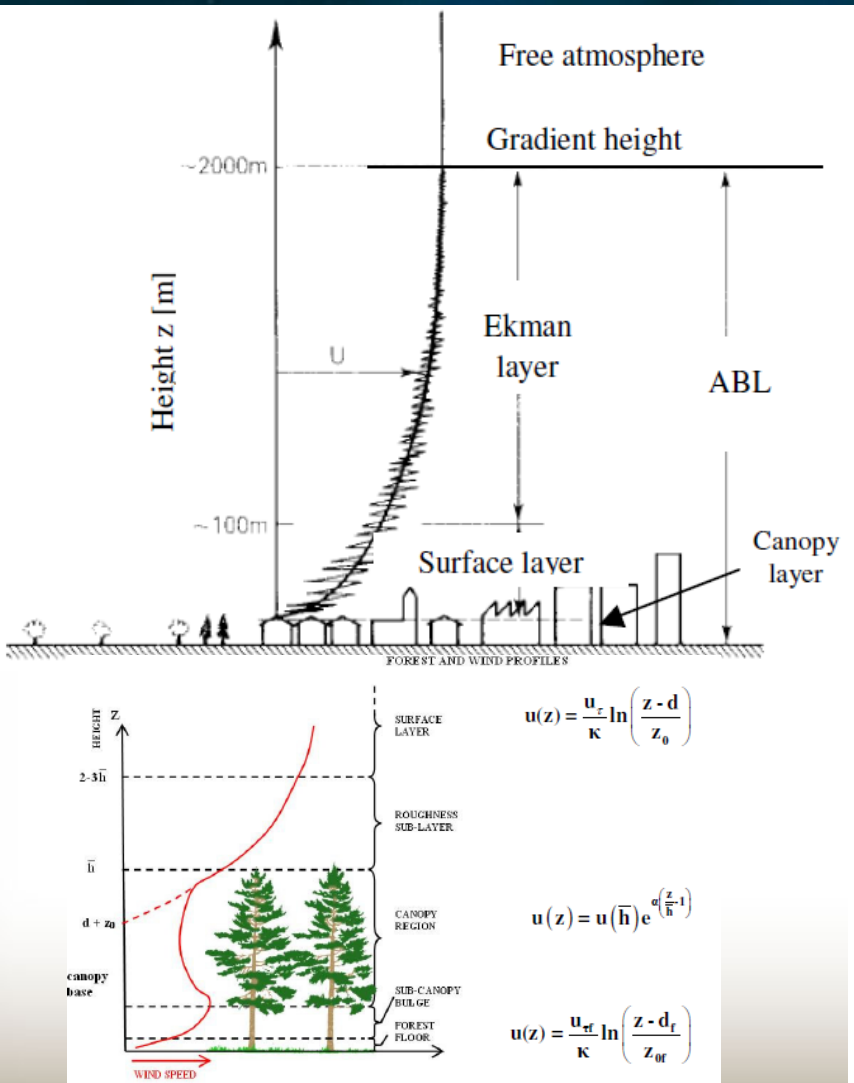 Free atmosphere
Gradient height
~2000m
Height z [m]
U
Ekman
layer
ABL
~100m
Surface layer
Canopy
layer
FOREST AND WIND PROFILES
HEIGHT
Z
SURFACE
LAYER
u(z) = u_τ/κ ln((z - d)/z₀)
2-3h̅
ROUGHNESS
SUB-LAYER
h̅
d + z₀
CANOPY
REGION
u(z) = u(h̅)e^α(z/h̅-1)
canopy
base
SUB-CANOPY
BULGE
FOREST
FLOOR
u(z) = u_τf/κ ln((z - d_f)/z_0f)
WIND SPEED